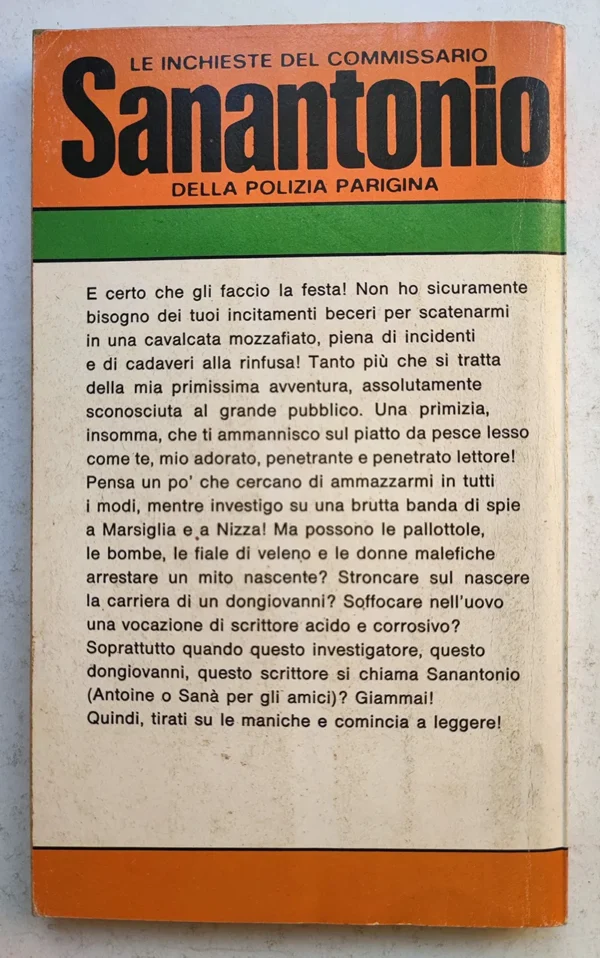 LE INCHIESTE DEL COMMISSARIO
Sanantonio
DELLA POLIZIA PARIGINA
E certo che gli faccio la festa! Non ho sicuramente
bisogno dei tuoi incitamenti beceri per scatenarmi
in una cavalcata mozzafiato, piena di incidenti
e di cadaveri alla rinfusa! Tanto più che si tratta
della mia primissima avventura, assolutamente
sconosciuta al grande pubblico. Una primizia,
insomma, che ti ammannisco sul piatto da pesce lesso
come te, mio adorato, penetrante e penetrato lettore!
Pensa un po' che cercano di ammazzarmi in tutti
i modi, mentre investigo su una brutta banda di spie
a Marsiglia e a Nizza! Ma possono le pallottole,
le bombe, le fiale di veleno e le donne malefiche
arrestare un mito nascente? Stroncare sul nascere
la carriera di un dongiovanni? Soffocare nell'uovo
una vocazione di scrittore acido e corrosivo?
Soprattutto quando questo investigatore, questo
dongiovanni, questo scrittore si chiama Sanantonio
(Antoine o Sanà per gli amici)? Giammai!
Quindi, tirati su le maniche e comincia a leggere!